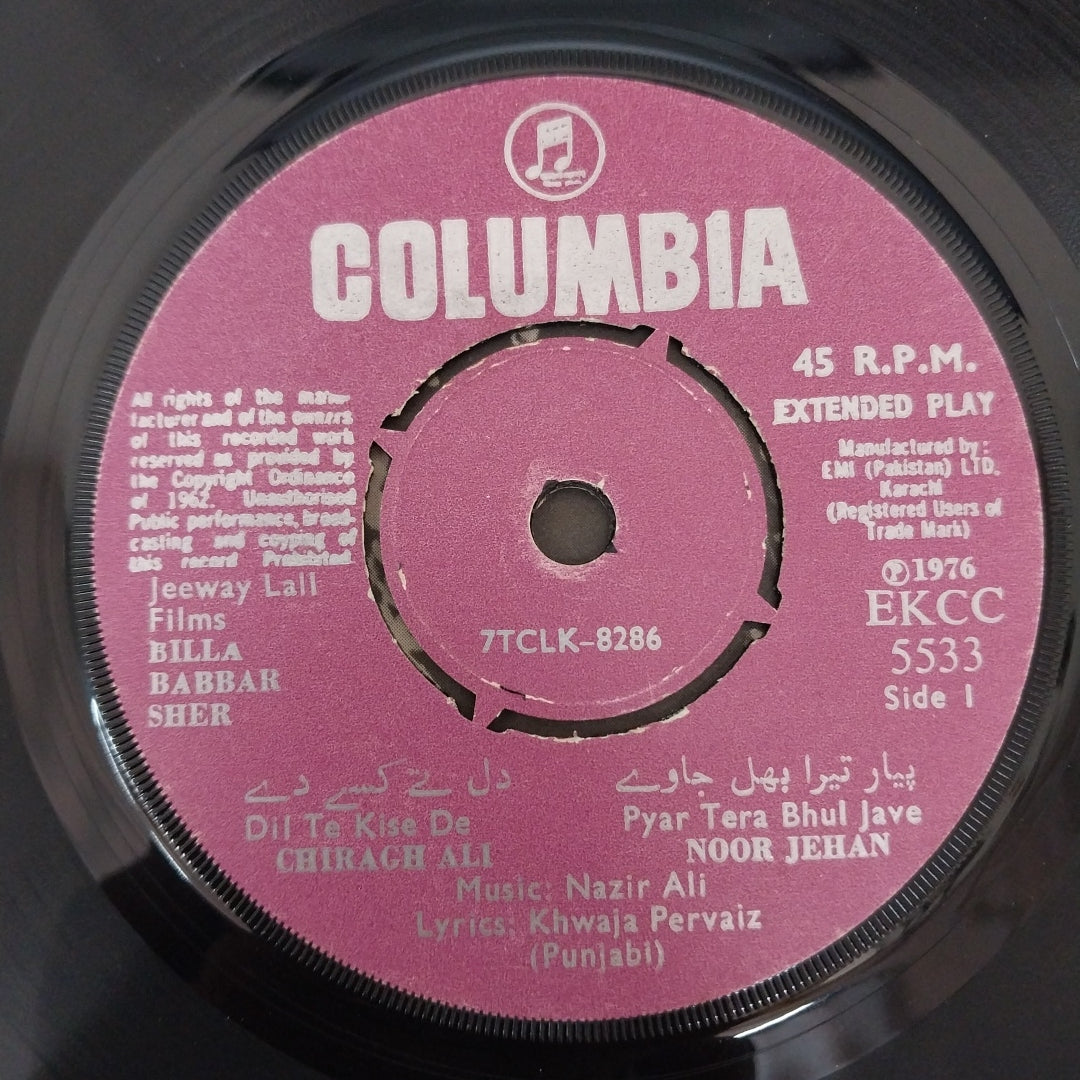 COLUMBIA
45 R.P.M.
EXTENDED PLAY
Manufactured by:
EMI (Pakistan) LTD.
Karachi
(Registered Users of
Trade Mark)
℗1976
EKCC
5533
Side 1
All rights of the manu-
facturer and of the owners
of this recorded work
reserved as provided by
the Copyright Ordinance
of 1962. Unauthorised
Public performance, broad-
casting and copying of
this record Prohibited.
Jeeway Lall
Films
BILLA
BABBAR
SHER
7TCLK-8286
دل تے کسے دے
Dil Te Kise De
CHIRAGH ALI
پیار تیرا بھل جاوے
Pyar Tera Bhul Jave
NOOR JEHAN
Music: Nazir Ali
Lyrics: Khwaja Pervaiz
(Punjabi)